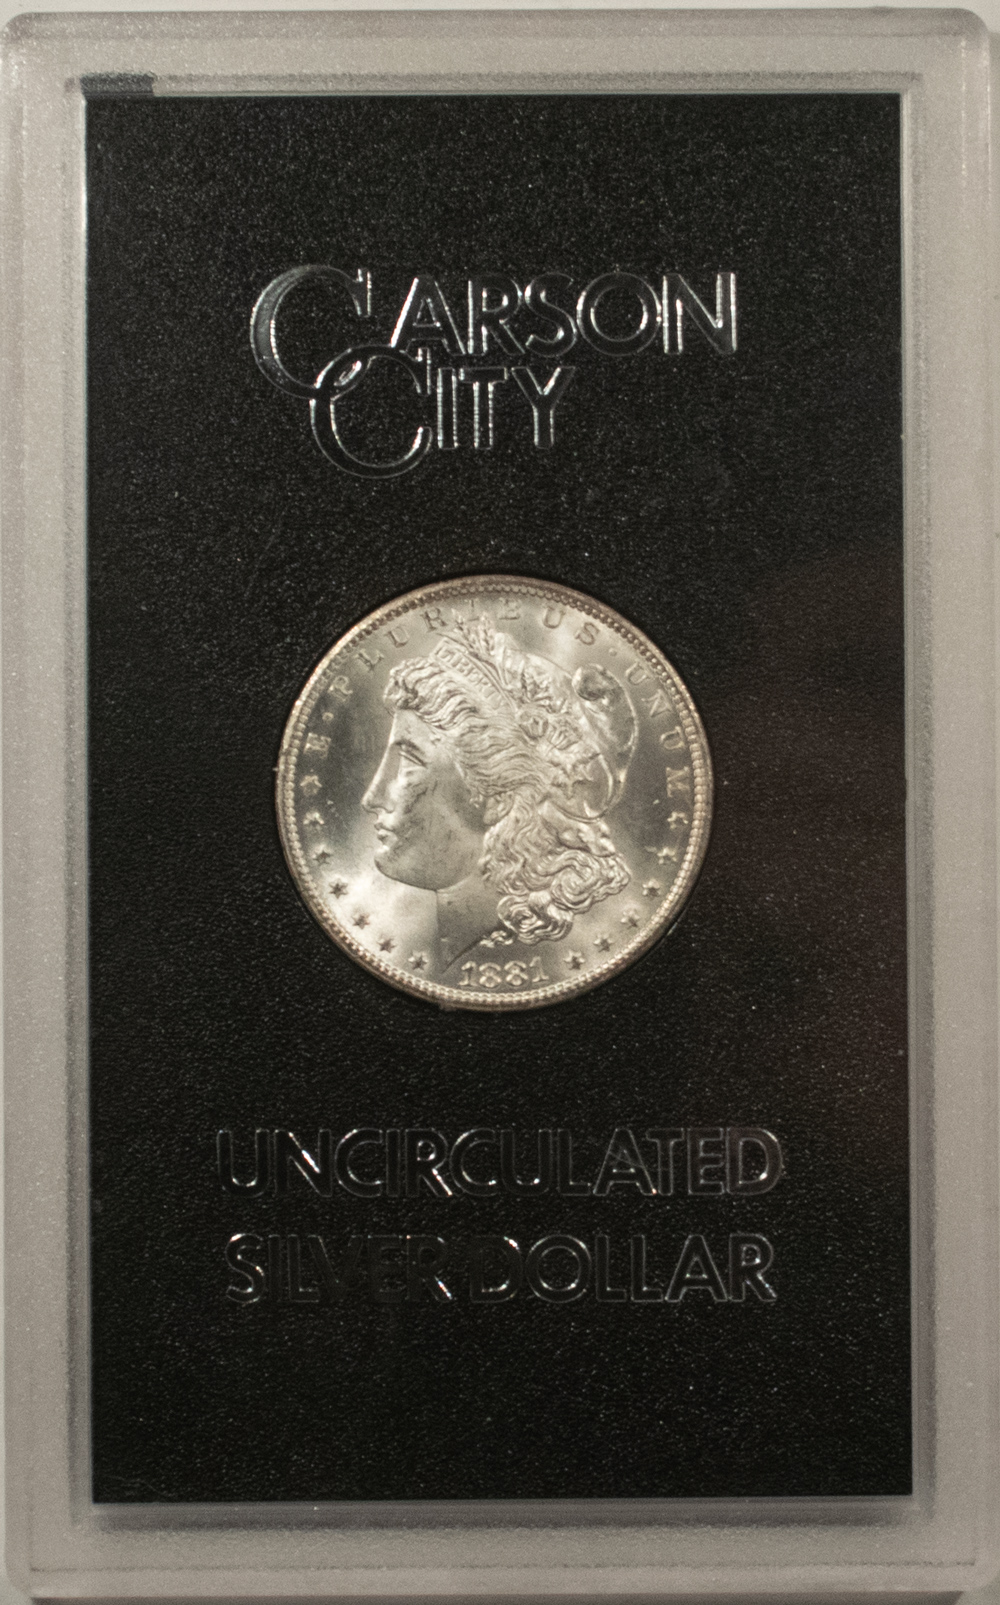 CARSON
CITY
E · PLURIBUS · UNUM
LIBERTY
1881
UNCIRCULATED
SILVER DOLLAR